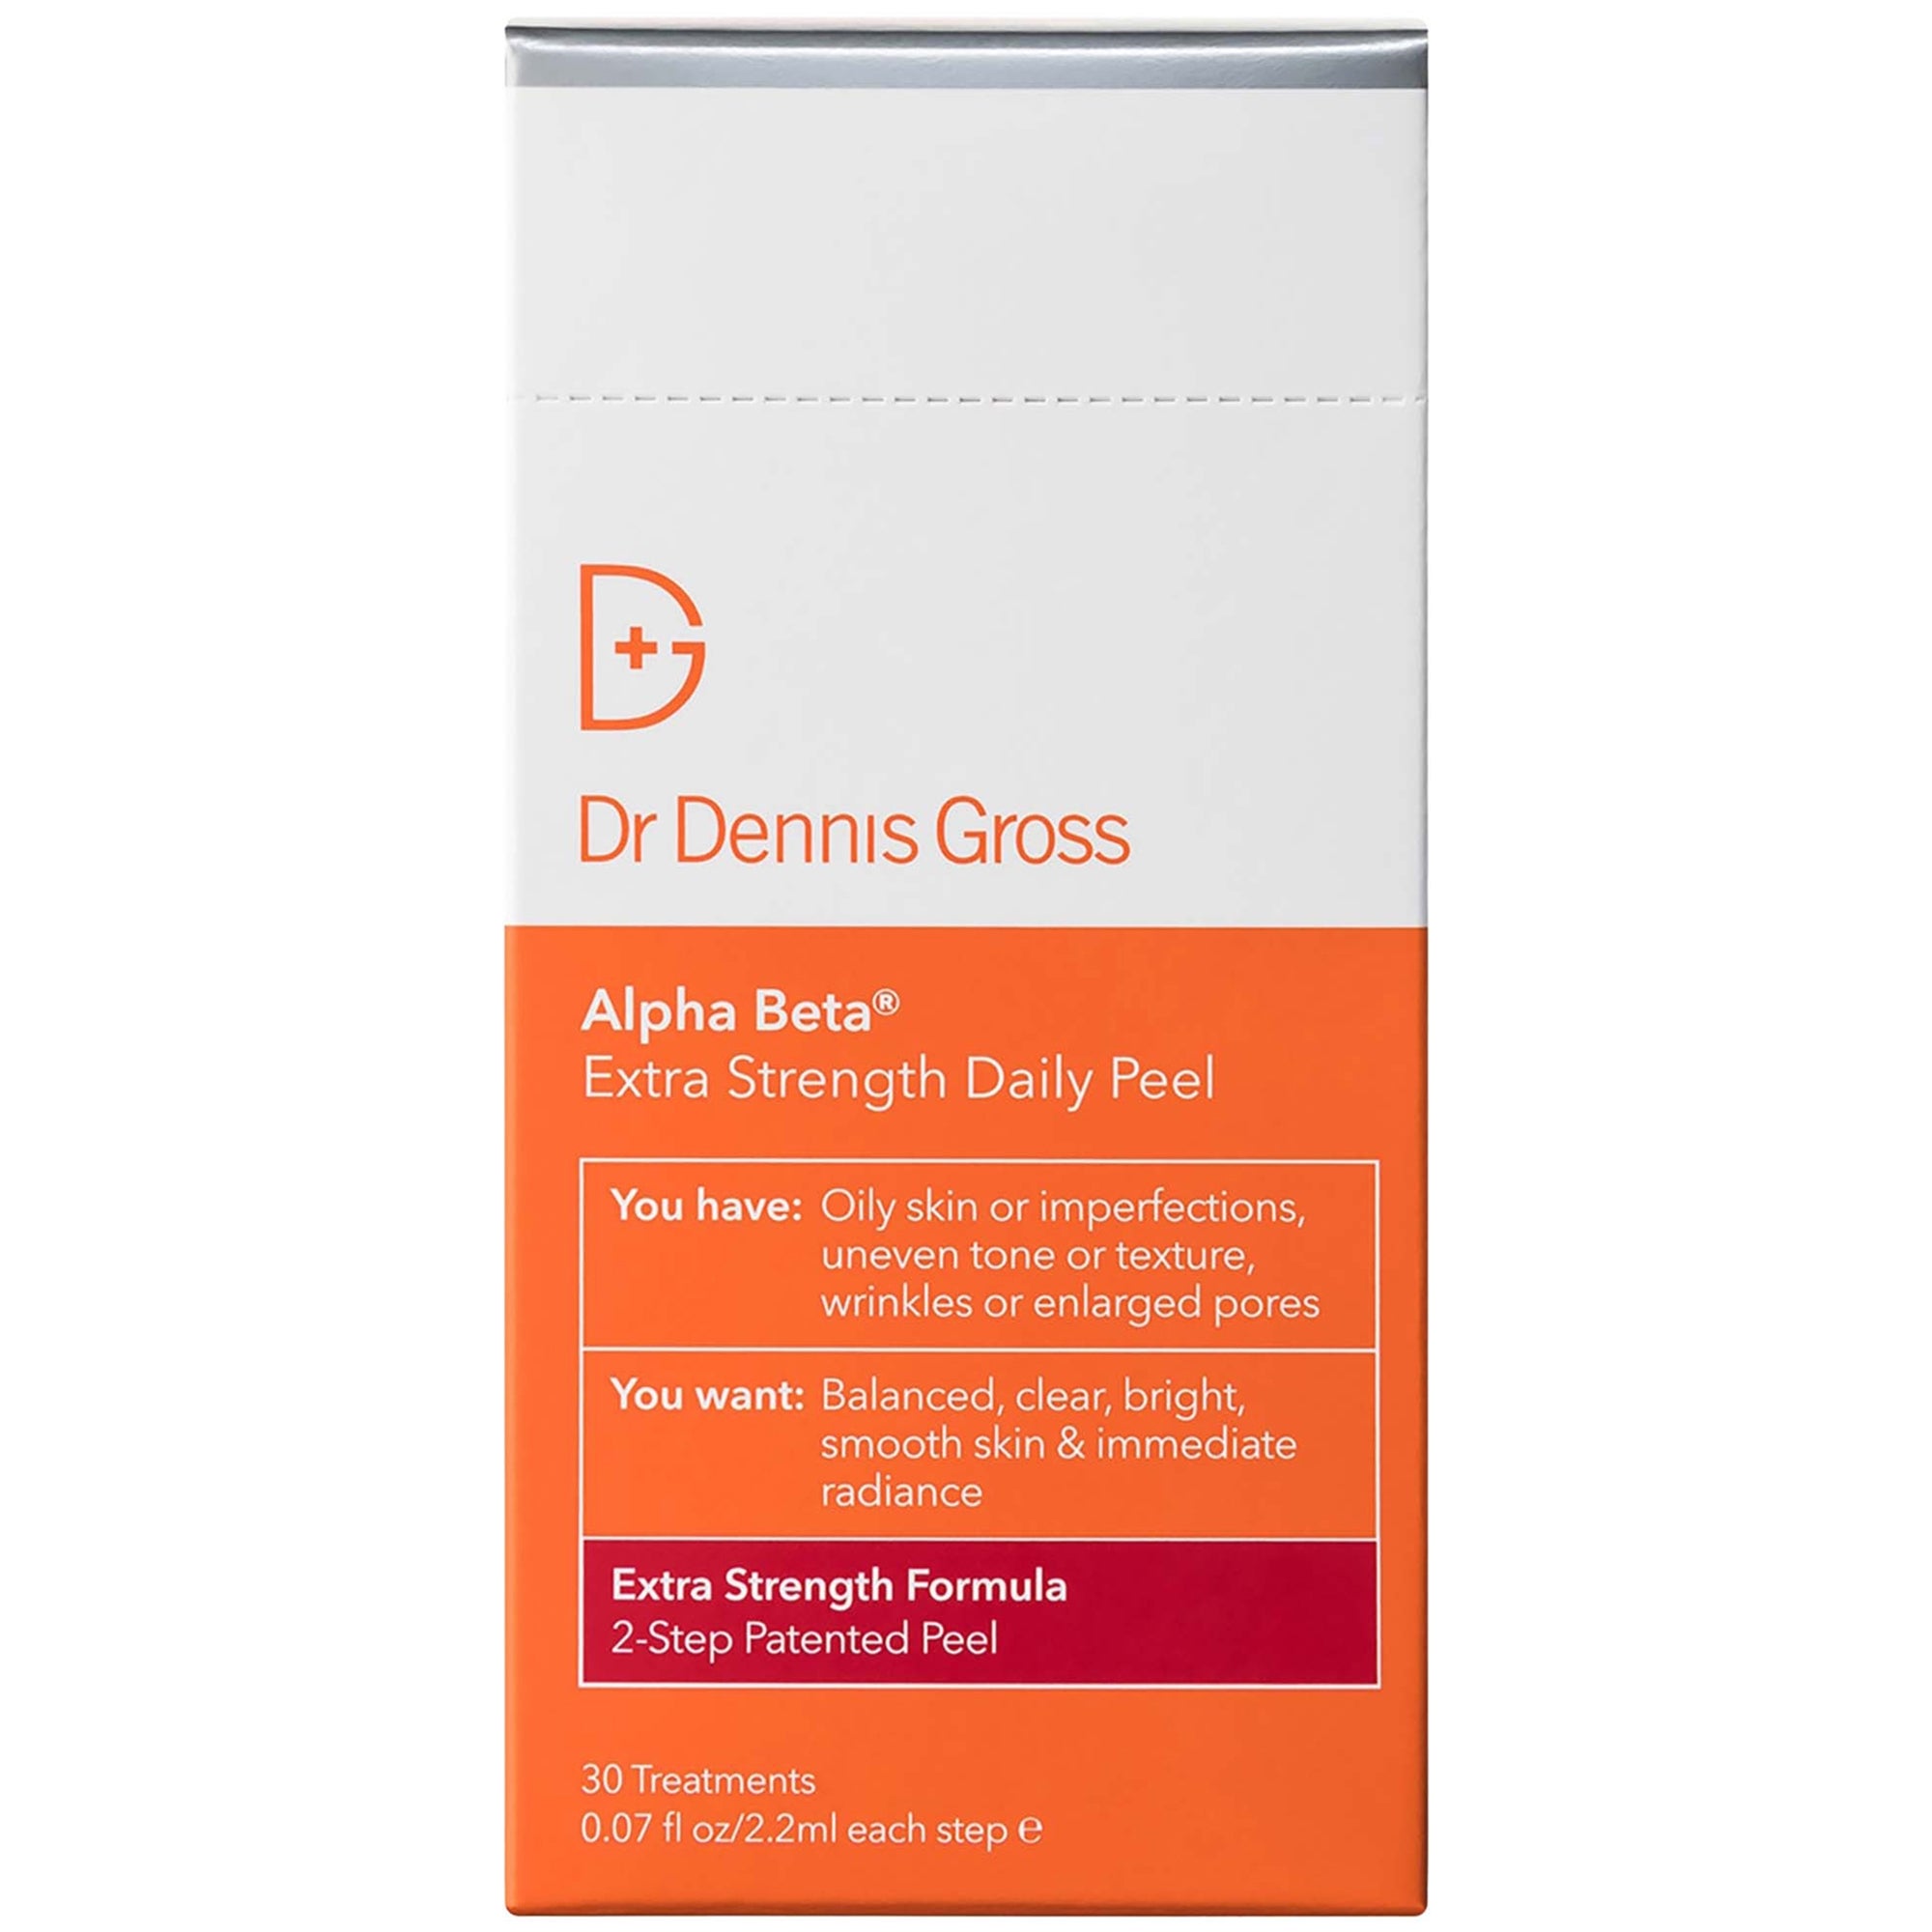 DG
Dr Dennis Gross
Alpha Beta®
Extra Strength Daily Peel
You have: Oily skin or imperfections,
uneven tone or texture,
wrinkles or enlarged pores
You want: Balanced, clear, bright,
smooth skin & immediate
radiance
Extra Strength Formula
2-Step Patented Peel
30 Treatments
0.07 fl oz/2.2ml each step ℮